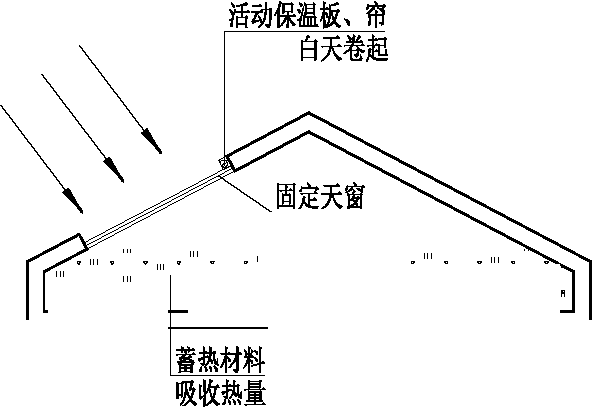 活动保温板、帘
白天卷起
固定天窗
蓄热材料
吸收热量